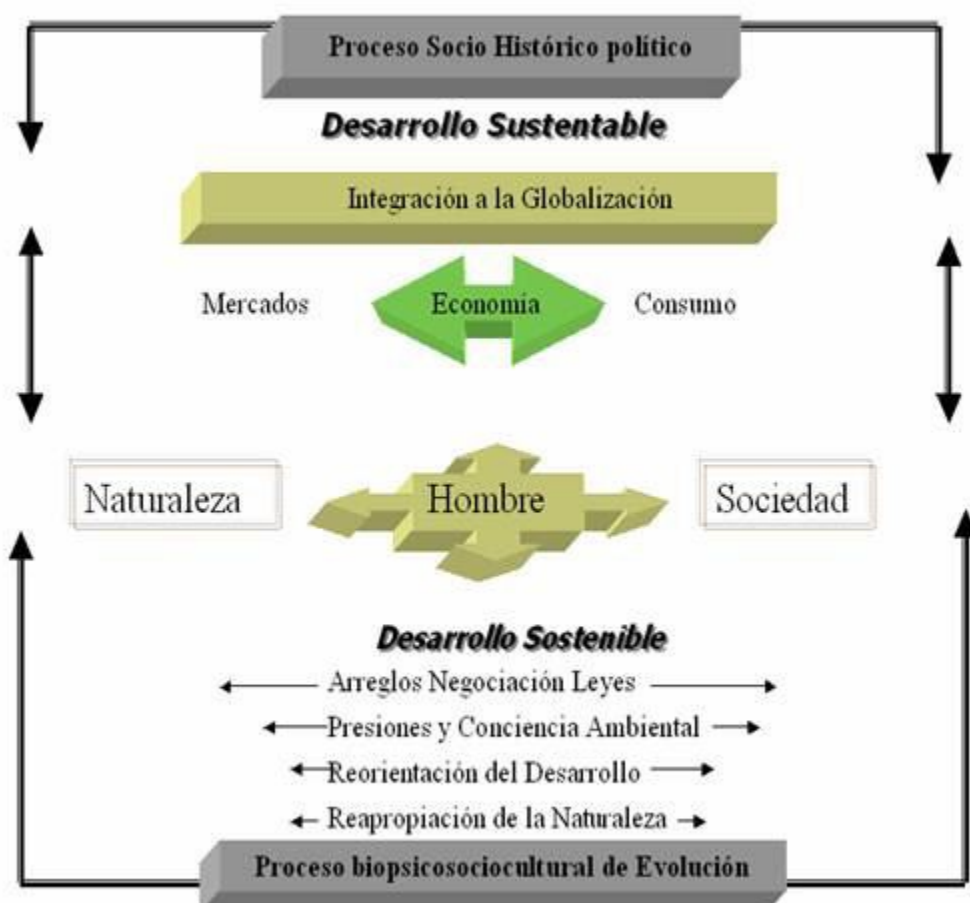 Proceso Socio Histórico político
Desarrollo Sustentable
Integración a la Globalización
Mercados
Economía
Consumo
Naturaleza
Hombre
Sociedad
Desarrollo Sostenible
Arreglos Negociación Leyes
Presiones y Conciencia Ambiental
Reorientación del Desarrollo
Reapropiación de la Naturaleza
Proceso biopsicosociocultural de Evolución